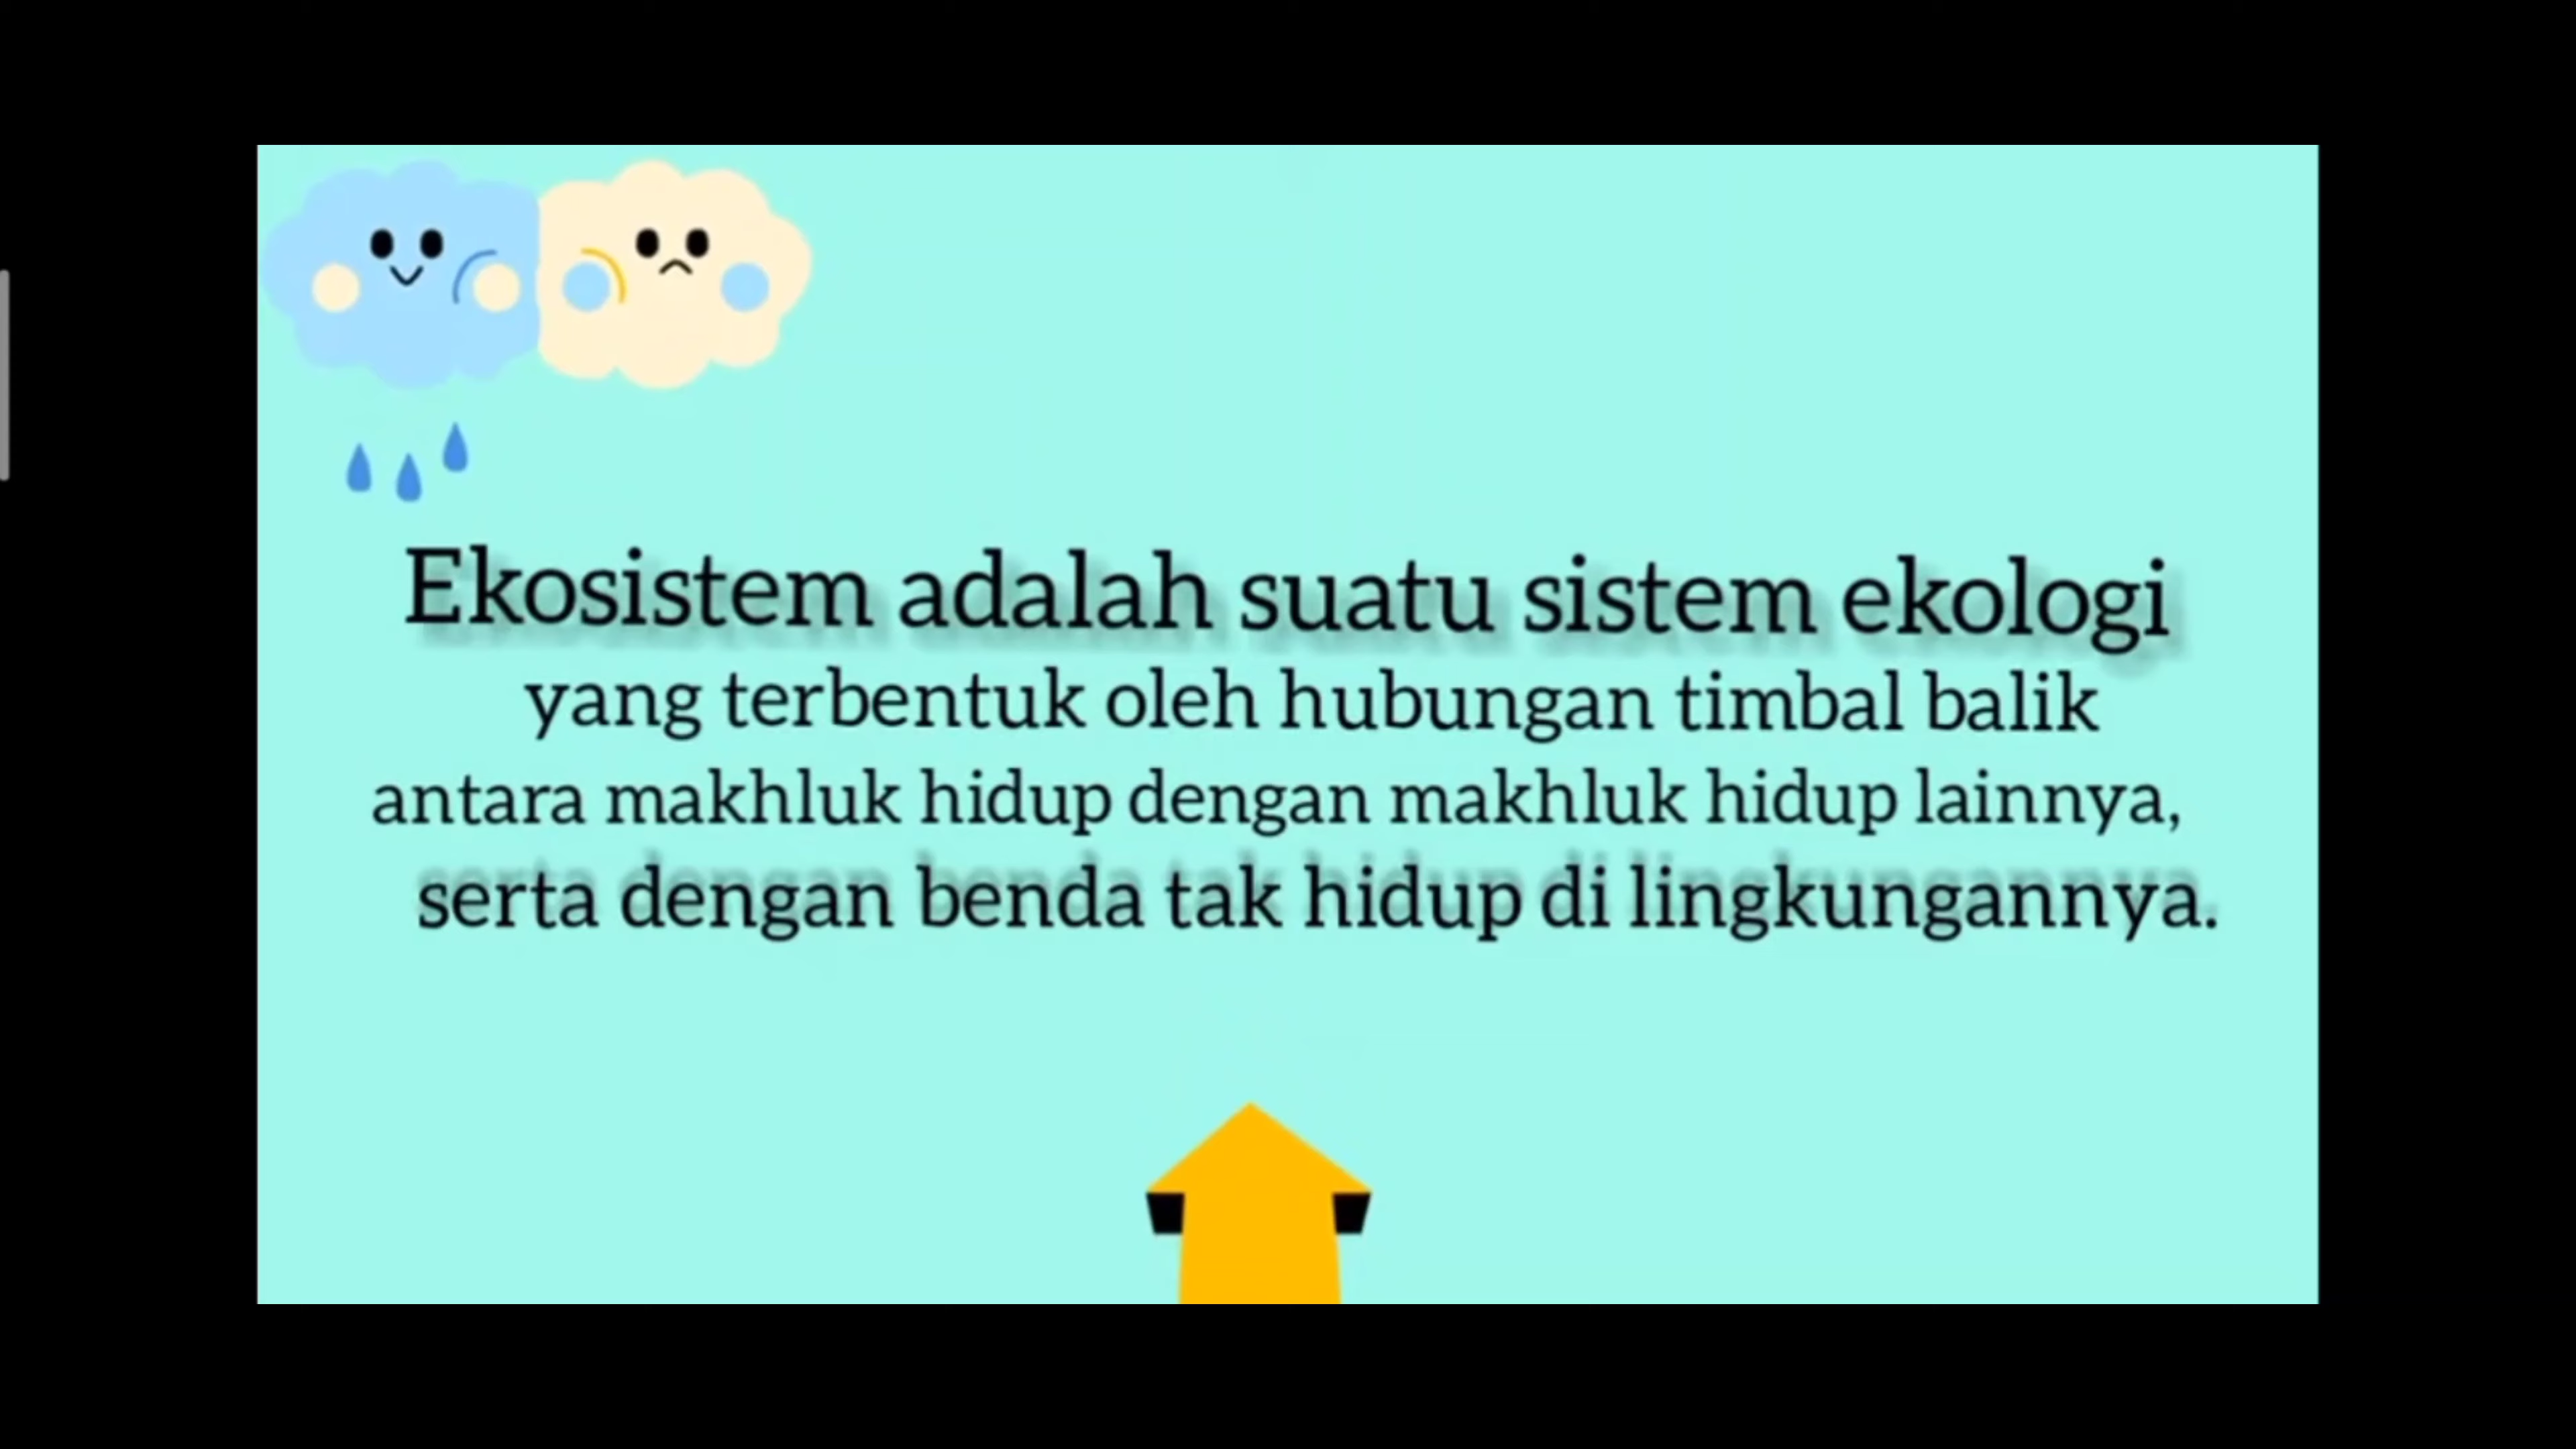 Ekosistem adalah suatu sistem ekologi
yang terbentuk oleh hubungan timbal balik
antara makhluk hidup dengan makhluk hidup lainnya,
serta dengan benda tak hidup di lingkungannya.